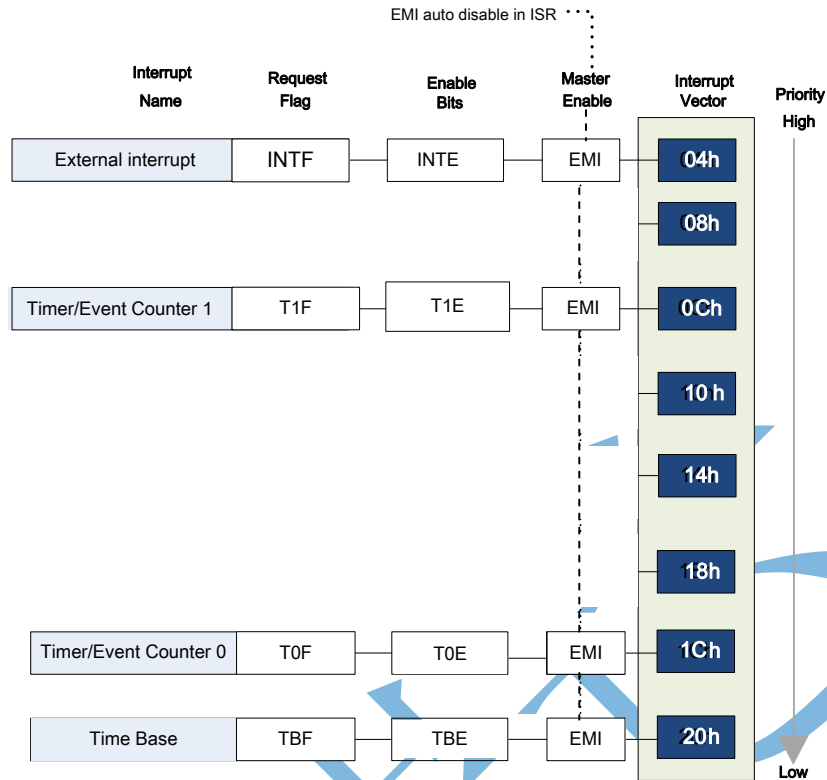 EMI auto disable in ISR
Interrupt Name
Request Flag
Enable Bits
Master Enable
Interrupt Vector
Priority
High
External interrupt INTF INTE EMI 04h
08h
Timer/Event Counter 1 T1F T1E EMI 0Ch
10h
14h
18h
Timer/Event Counter 0 T0F T0E EMI 1Ch
Time Base TBF TBE EMI 20h
Low